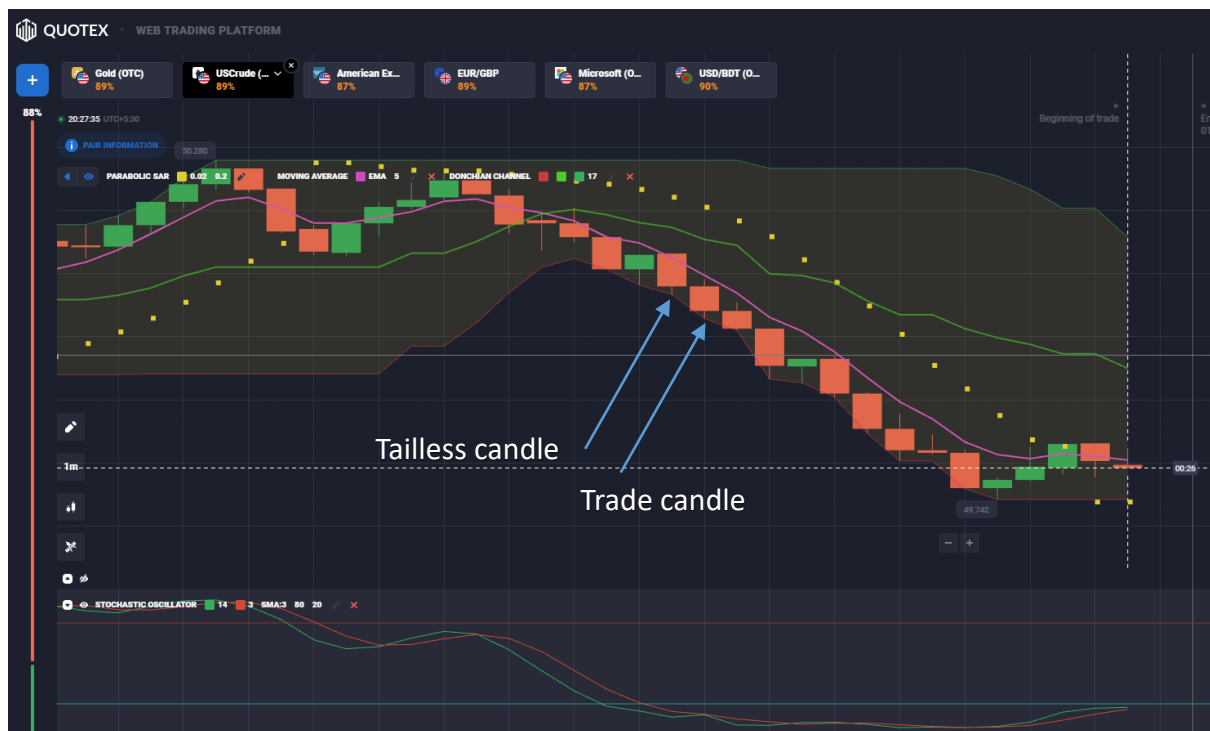 QUOTEX · WEB TRADING PLATFORM
+
Gold (OTC)
89%
USCrude (...
89%
American Ex...
87%
EUR/GBP
89%
Microsoft (O...
87%
USD/BDT (O...
90%
88%
20:27:35 UTC+5:30
Beginning of trade
PAIR INFORMATION
50.280
PARABOLIC SAR 0.02 0.2 MOVING AVERAGE EMA 5 DONCHIAN CHANNEL 17
Tailless candle
Trade candle
1m
00:26
49.742
− +
STOCHASTIC OSCILLATOR 14 3 SMA:3 80 20